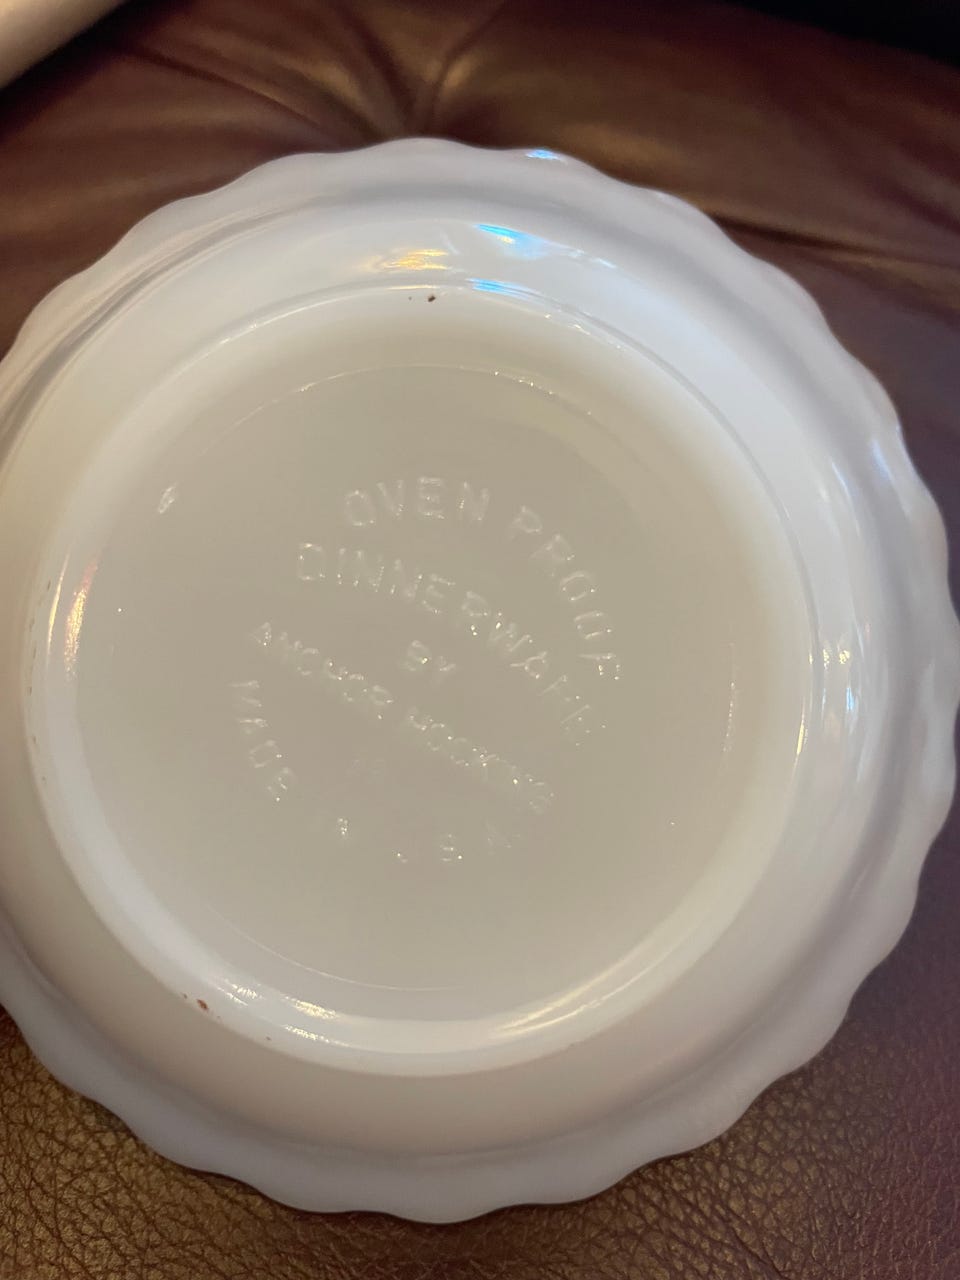 OVEN PROOF
DINNERWARE
BY
ANCHOR HOCKING
MADE IN U.S.A.